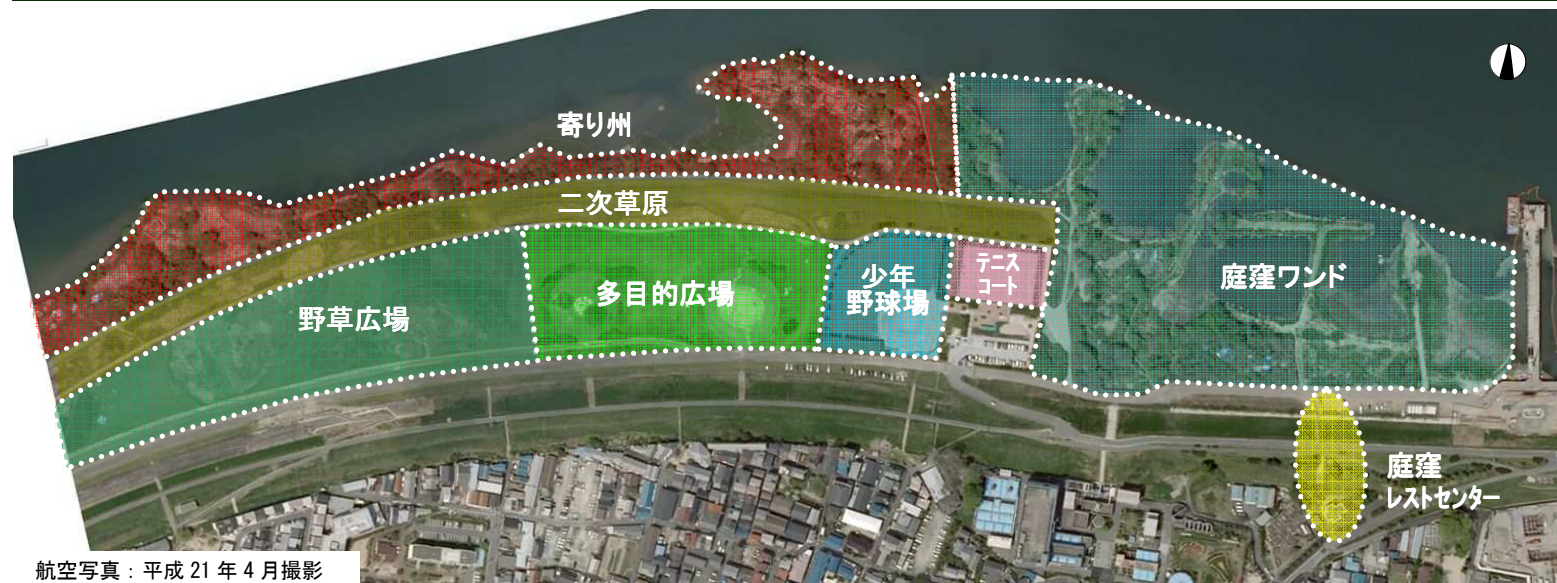 寄り州
二次草原
野草広場
多目的広場
少年
野球場
テニス
コート
庭窪ワンド
庭窪
レストセンター
航空写真：平成 21 年 4 月撮影